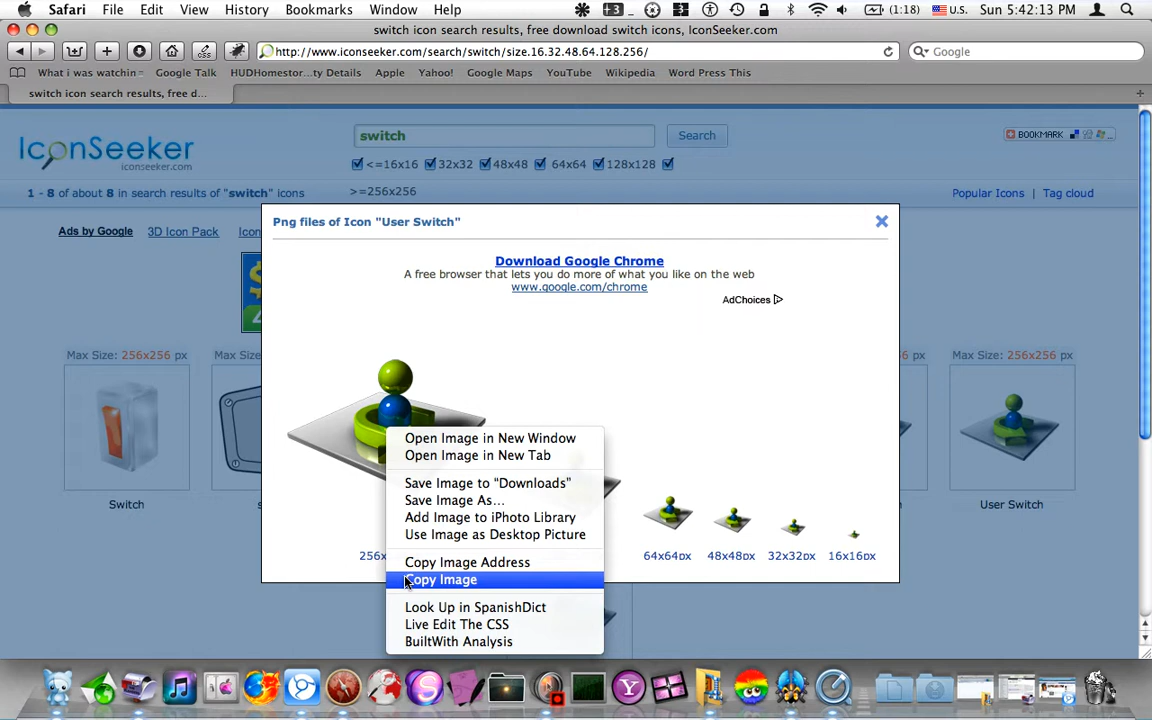 Safari File Edit View History Bookmarks Window Help 3 (1:18) U.S. Sun 5:42:13 PM
switch icon search results, free download switch icons, IconSeeker.com
http://www.iconseeker.com/search/switch/size.16.32.48.64.128.256/ Google
What i was watchin Google Talk HUDHomestor...ty Details Apple Yahoo! Google Maps YouTube Wikipedia Word Press This
switch icon search results, free d...
switch Search
IconSeeker
iconseeker.com
BOOKMARK
<=16x16 32x32 48x48 64x64 128x128
>=256x256
1 - 8 of about 8 in search results of "switch" icons
Popular Icons | Tag cloud
Png files of Icon "User Switch"
Ads by Google 3D Icon Pack Icon
Download Google Chrome
A free browser that lets you do more of what you like on the web
www.google.com/chrome
AdChoices
Max Size: 256x256 px
px
Max Size: 256x256 px
Open Image in New Window
Open Image in New Tab
Save Image to "Downloads"
Save Image As...
Add Image to iPhoto Library
Use Image as Desktop Picture
Copy Image Address
Copy Image
Look Up in SpanishDict
Live Edit The CSS
BuiltWith Analysis
Switch
User Switch
64x64px 48x48px 32x32px 16x16px